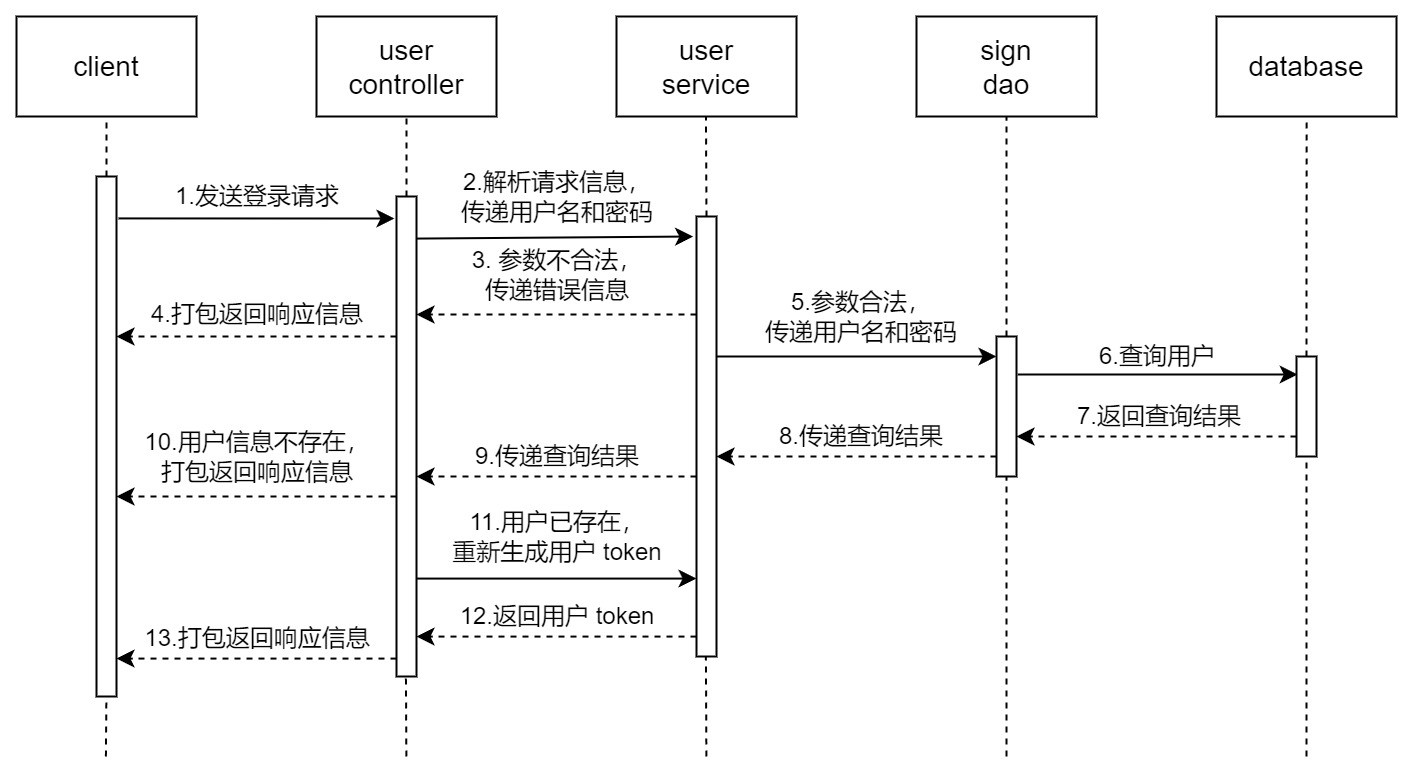 client
user
controller
user
service
sign
dao
database
1.发送登录请求
2.解析请求信息，
传递用户名和密码
3. 参数不合法，
传递错误信息
4.打包返回响应信息
5.参数合法，
传递用户名和密码
6.查询用户
7.返回查询结果
8.传递查询结果
9.传递查询结果
10.用户信息不存在，
打包返回响应信息
11.用户已存在，
重新生成用户 token
12.返回用户 token
13.打包返回响应信息